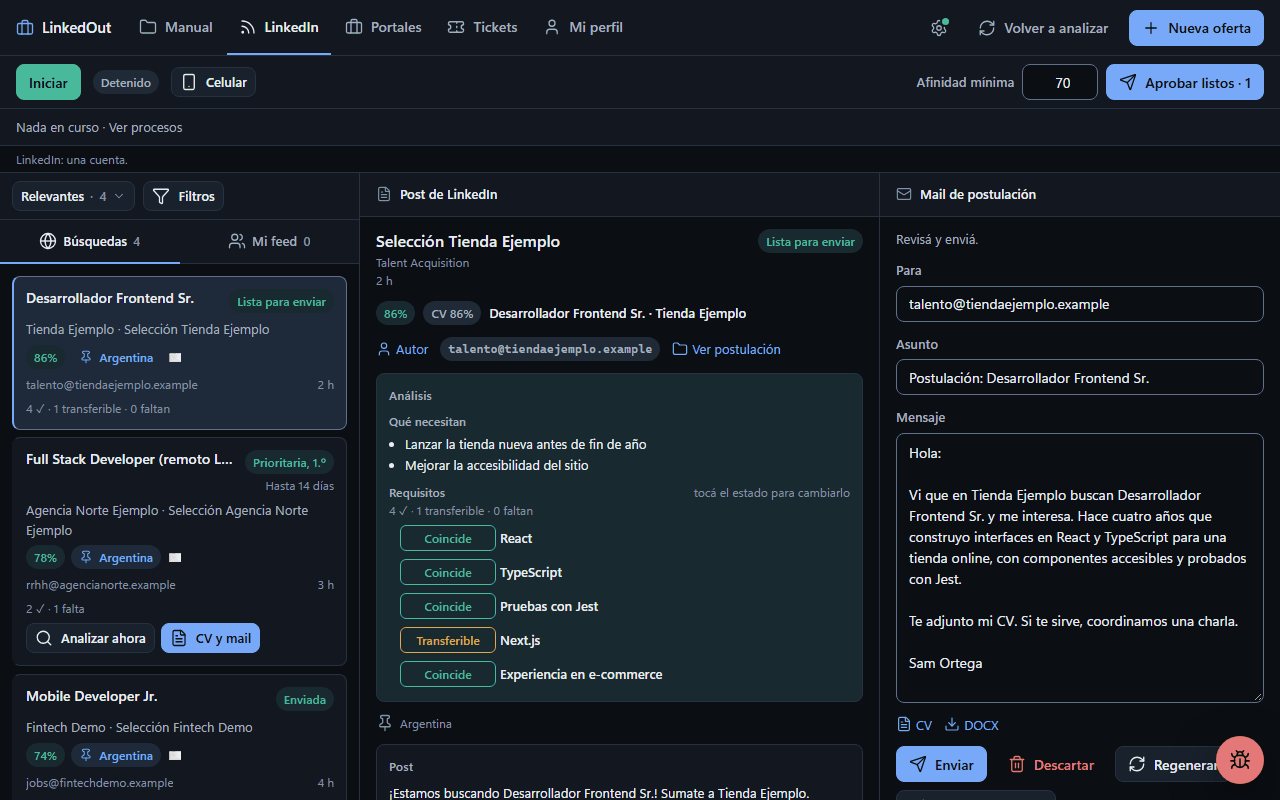 LinkedOut
Manual
LinkedIn
Portales
Tickets
Mi perfil
Volver a analizar
Nueva oferta
Iniciar
Detenido
Celular
Afinidad mínima
70
Aprobar listos · 1
Nada en curso · Ver procesos
LinkedIn: una cuenta.
Relevantes · 4
Filtros
Búsquedas 4
Mi feed 0
Desarrollador Frontend Sr.
Lista para enviar
Tienda Ejemplo · Selección Tienda Ejemplo
86%
Argentina
talento@tiendaejemplo.example
2 h
4 ✓ · 1 transferible · 0 faltan
Full Stack Developer (remoto L...
Prioritaria, 1.º
Hasta 14 días
Agencia Norte Ejemplo · Selección Agencia Norte
Ejemplo
78%
Argentina
rrhh@agencianorte.example
3 h
2 ✓ · 1 falta
Analizar ahora
CV y mail
Mobile Developer Jr.
Enviada
Fintech Demo · Selección Fintech Demo
74%
Argentina
jobs@fintechdemo.example
4 h
Post de LinkedIn
Selección Tienda Ejemplo
Lista para enviar
Talent Acquisition
2 h
86%
CV 86%
Desarrollador Frontend Sr. · Tienda Ejemplo
Autor
talento@tiendaejemplo.example
Ver postulación
Análisis
Qué necesitan
• Lanzar la tienda nueva antes de fin de año
• Mejorar la accesibilidad del sitio
Requisitos
tocá el estado para cambiarlo
4 ✓ · 1 transferible · 0 faltan
Coincide React
Coincide TypeScript
Coincide Pruebas con Jest
Transferible Next.js
Coincide Experiencia en e-commerce
Argentina
Post
¡Estamos buscando Desarrollador Frontend Sr.! Sumate a Tienda Ejemplo.
Mail de postulación
Revisá y enviá.
Para
talento@tiendaejemplo.example
Asunto
Postulación: Desarrollador Frontend Sr.
Mensaje
Hola:
Vi que en Tienda Ejemplo buscan Desarrollador
Frontend Sr. y me interesa. Hace cuatro años que
construyo interfaces en React y TypeScript para una
tienda online, con componentes accesibles y probados
con Jest.
Te adjunto mi CV. Si te sirve, coordinamos una charla.
Sam Ortega
CV
DOCX
Enviar
Descartar
Regenerar